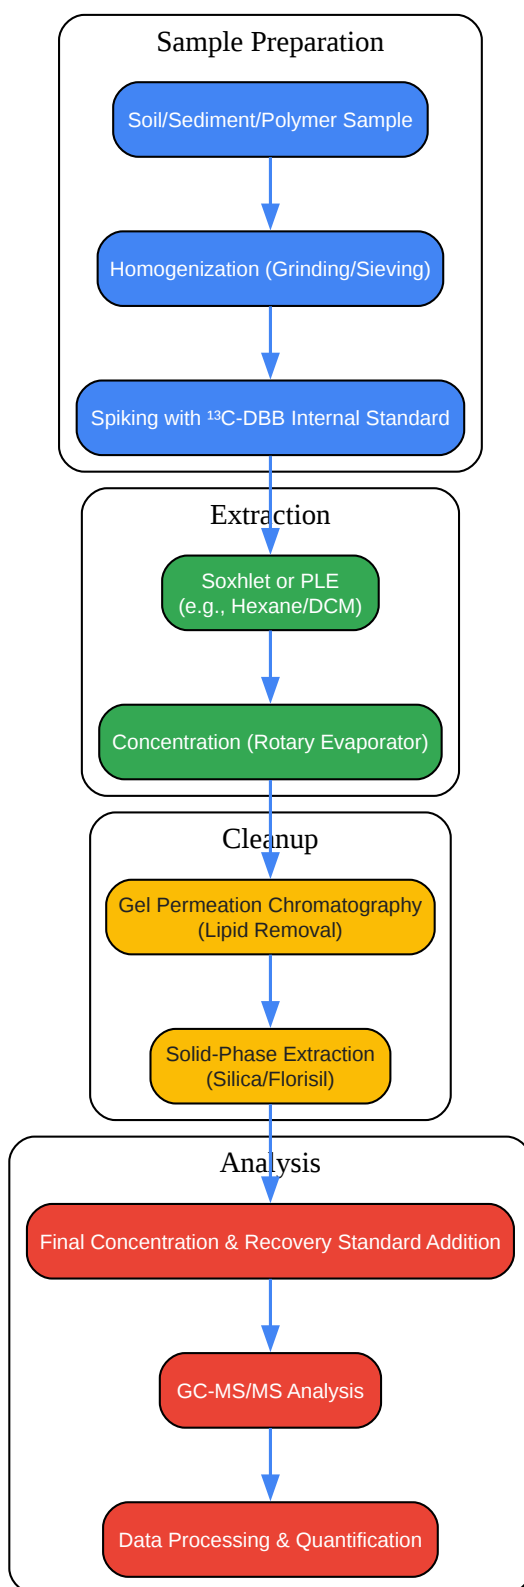 Sample Preparation
Soil/Sediment/Polymer Sample
Homogenization (Grinding/Sieving)
Spiking with ¹³C-DBB Internal Standard
Extraction
Soxhlet or PLE
(e.g., Hexane/DCM)
Concentration (Rotary Evaporator)
Cleanup
Gel Permeation Chromatography
(Lipid Removal)
Solid-Phase Extraction
(Silica/Florisil)
Analysis
Final Concentration & Recovery Standard Addition
GC-MS/MS Analysis
Data Processing & Quantification